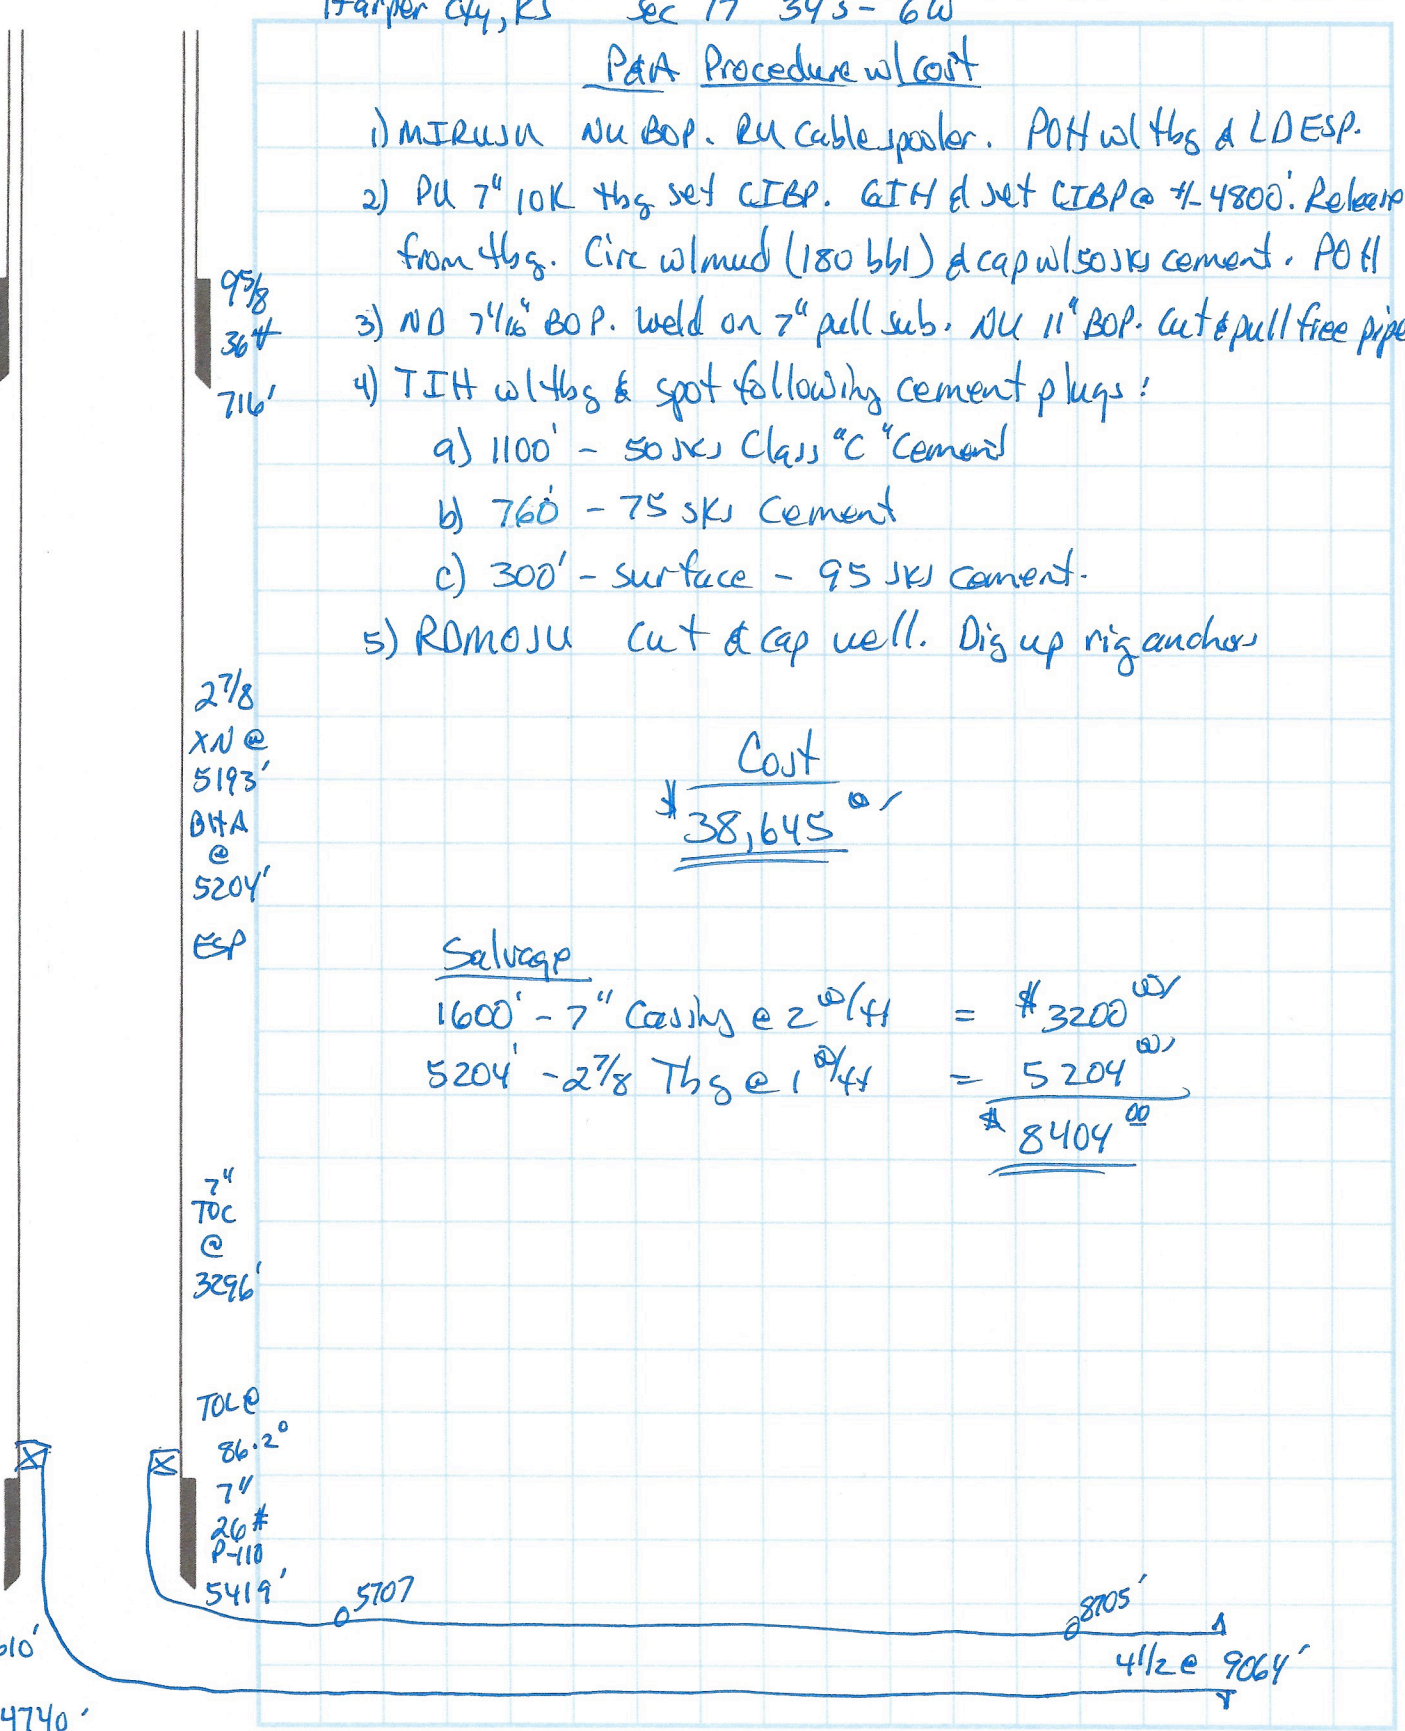 Harper Cty, KS Sec 17 34S - 6W
P&A Procedure w/ cost
1) MIRUSU NU BOP. RU Cable spooler. POH w/ tbg & LD ESP.
2) PU 7" 10K tbg set CIBP. GIH & set CIBP @ +/- 4800'. Release
from tbg. Circ w/mud (180 bbl) & cap w/50 sks cement. POH
3) ND 7 1/16" BOP. Weld on 7" pull sub. NU 11" BOP. Cut & pull free pipe
4) TIH w/ tbg & spot following cement plugs:
a) 1100' - 50 sks Class "C" Cement
b) 760' - 75 sks Cement
c) 300' - surface - 95 sks cement.
5) RDMOSU Cut & cap well. Dig up rig anchors
Cost
$38,645 00/
Salvage
1600' - 7" Casing @ 2 00/ft = $3200 00/
5204' - 2 7/8 Tbg @ 1 00/ft = 5204 00/
$8404 00
9 5/8
36#
716'
2 7/8
XN @
5193'
BHA
@
5204'
ESP
7"
TOC
@
3296'
TOL @
86.2°
7"
26#
P-110
5419'
5707
8705'
4 1/2 @ 9064'
610'
4740'